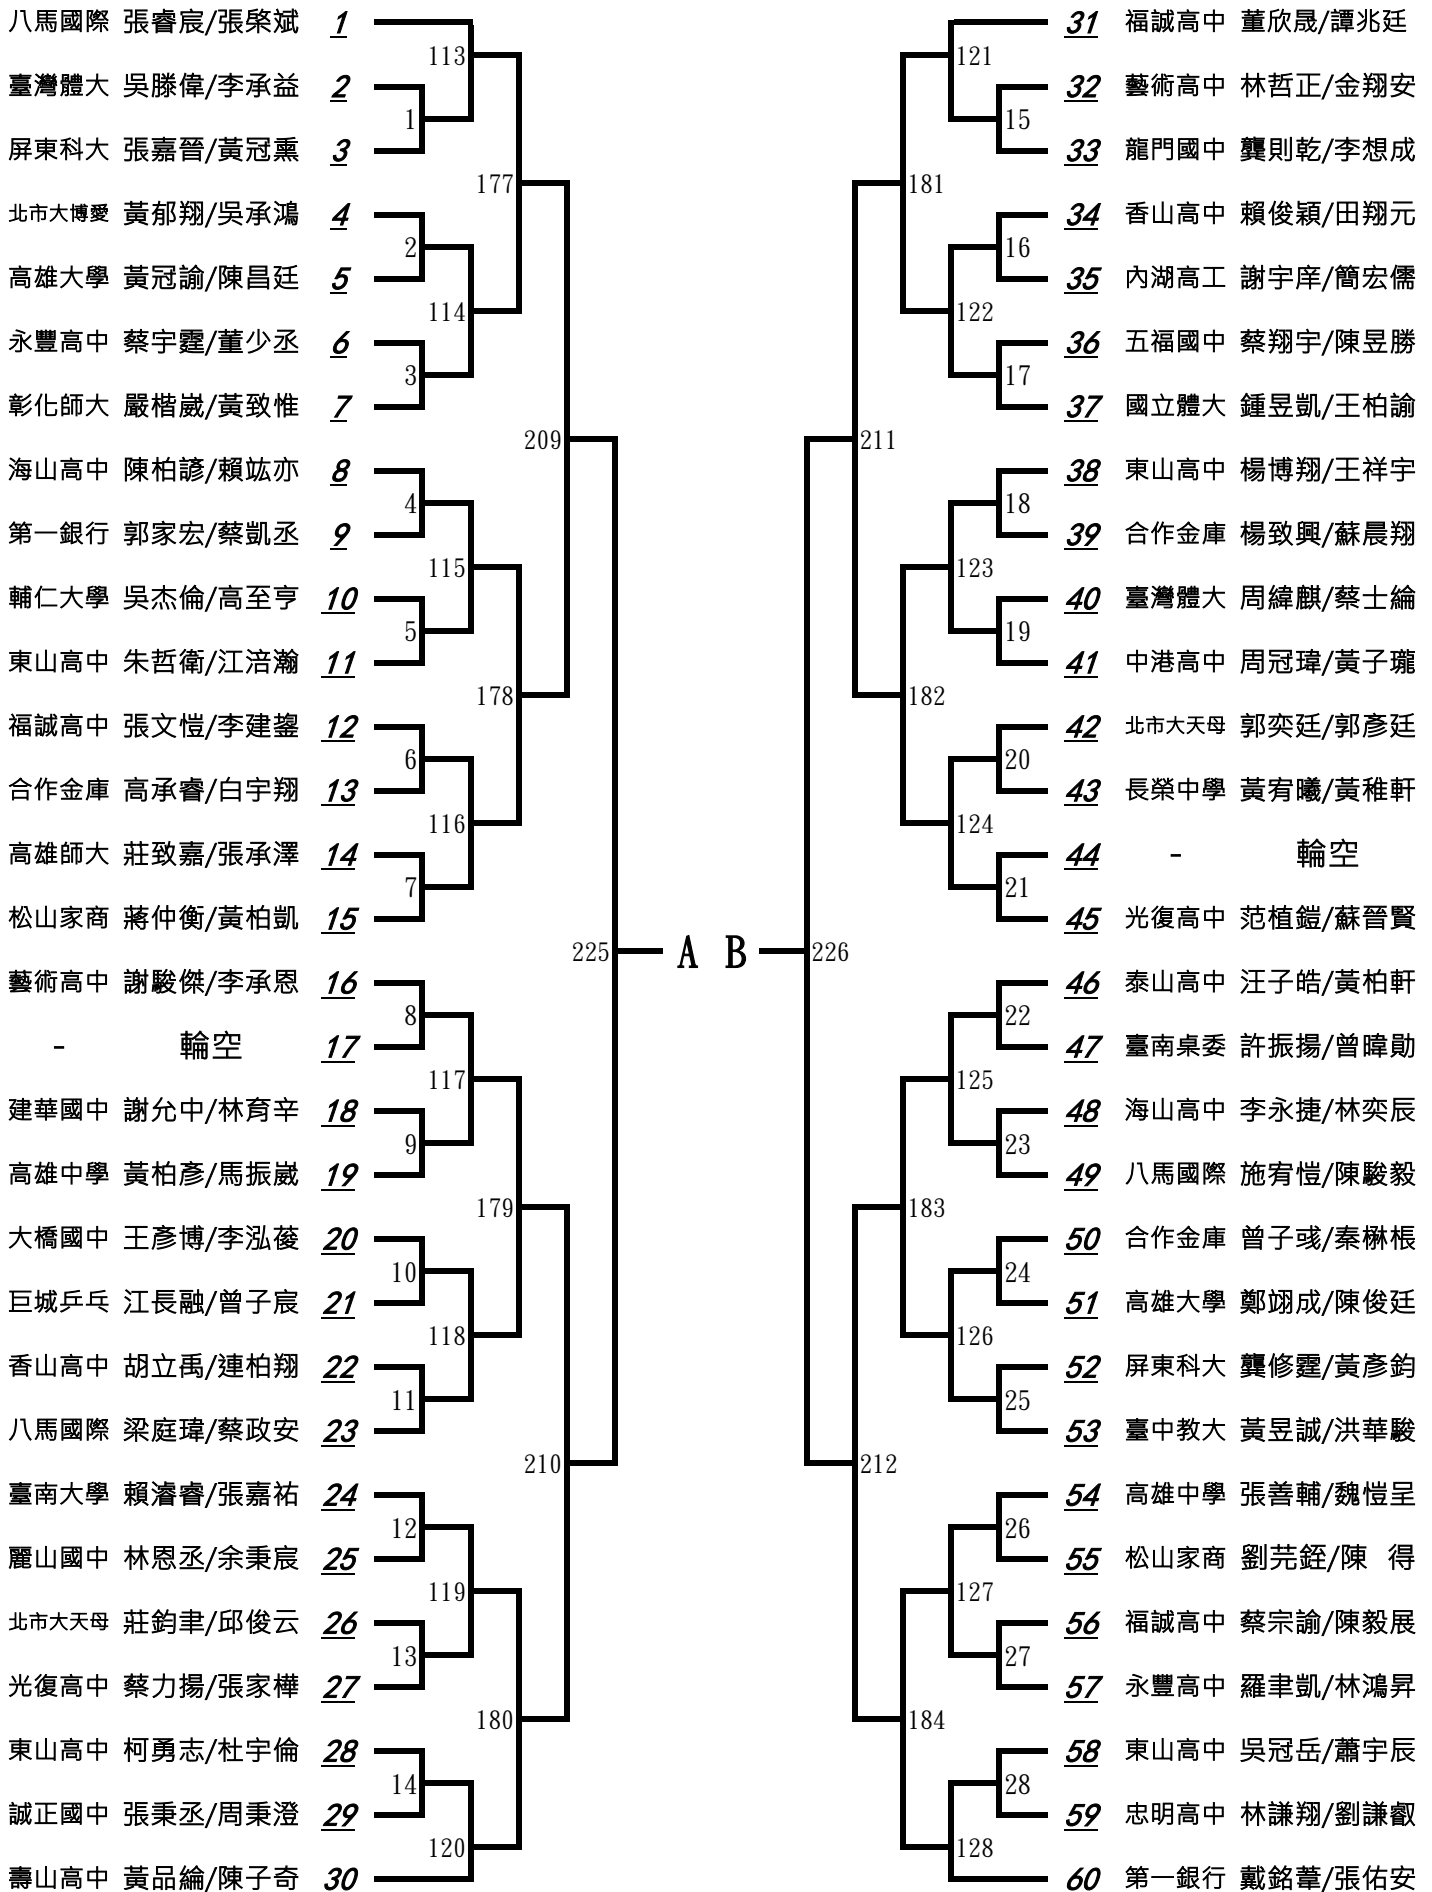 八馬國際 張睿宸/張棨斌 1
113
臺灣體大 吳滕偉/李承益 2
1
屏東科大 張嘉晉/黃冠熏 3
177
北市大博愛 黃郁翔/吳承鴻 4
2
高雄大學 黃冠諭/陳昌廷 5
114
永豐高中 蔡宇霆/董少丞 6
3
彰化師大 嚴楷崴/黃致惟 7
209
海山高中 陳柏諺/賴竑亦 8
4
第一銀行 郭家宏/蔡凱丞 9
115
輔仁大學 吳杰倫/高至亨 10
5
東山高中 朱哲衛/江涪瀚 11
178
福誠高中 張文愷/李建鋆 12
6
合作金庫 高承睿/白宇翔 13
116
高雄師大 莊致嘉/張承澤 14
7
松山家商 蔣仲衡/黃柏凱 15
225 A
藝術高中 謝駿傑/李承恩 16
8
- 輪空 17
117
建華國中 謝允中/林育辛 18
9
高雄中學 黃柏彥/馬振崴 19
179
大橋國中 王彥博/李泓葰 20
10
巨城乒乓 江長融/曾子宸 21
118
香山高中 胡立禹/連柏翔 22
11
八馬國際 梁庭瑋/蔡政安 23
210
臺南大學 賴濬睿/張嘉祐 24
12
麗山國中 林恩丞/余秉宸 25
119
北市大天母 莊鈞聿/邱俊云 26
13
光復高中 蔡力揚/張家樺 27
180
東山高中 柯勇志/杜宇倫 28
14
誠正國中 張秉丞/周秉澄 29
120
壽山高中 黃品綸/陳子奇 30
31 福誠高中 董欣晟/譚兆廷
121
32 藝術高中 林哲正/金翔安
15
33 龍門國中 龔則乾/李想成
181
34 香山高中 賴俊穎/田翔元
16
35 內湖高工 謝宇庠/簡宏儒
122
36 五福國中 蔡翔宇/陳昱勝
17
37 國立體大 鍾昱凱/王柏諭
211
38 東山高中 楊博翔/王祥宇
18
39 合作金庫 楊致興/蘇晨翔
123
40 臺灣體大 周緯麒/蔡士綸
19
41 中港高中 周冠瑋/黃子瓏
182
42 北市大天母 郭奕廷/郭彥廷
20
43 長榮中學 黃宥曦/黃稚軒
124
44 - 輪空
21
45 光復高中 范植鎧/蘇晉賢
B 226
46 泰山高中 汪子皓/黃柏軒
22
47 臺南桌委 許振揚/曾暐勛
125
48 海山高中 李永捷/林奕辰
23
49 八馬國際 施宥愷/陳駿毅
183
50 合作金庫 曾子彧/秦楙棖
24
51 高雄大學 鄭翊成/陳俊廷
126
52 屏東科大 龔修霆/黃彥鈞
25
53 臺中教大 黃昱誠/洪華駿
212
54 高雄中學 張善輔/魏愷呈
26
55 松山家商 劉芫銍/陳 得
127
56 福誠高中 蔡宗諭/陳毅展
27
57 永豐高中 羅聿凱/林鴻昇
184
58 東山高中 吳冠岳/蕭宇辰
28
59 忠明高中 林謙翔/劉謙叡
128
60 第一銀行 戴銘葦/張佑安